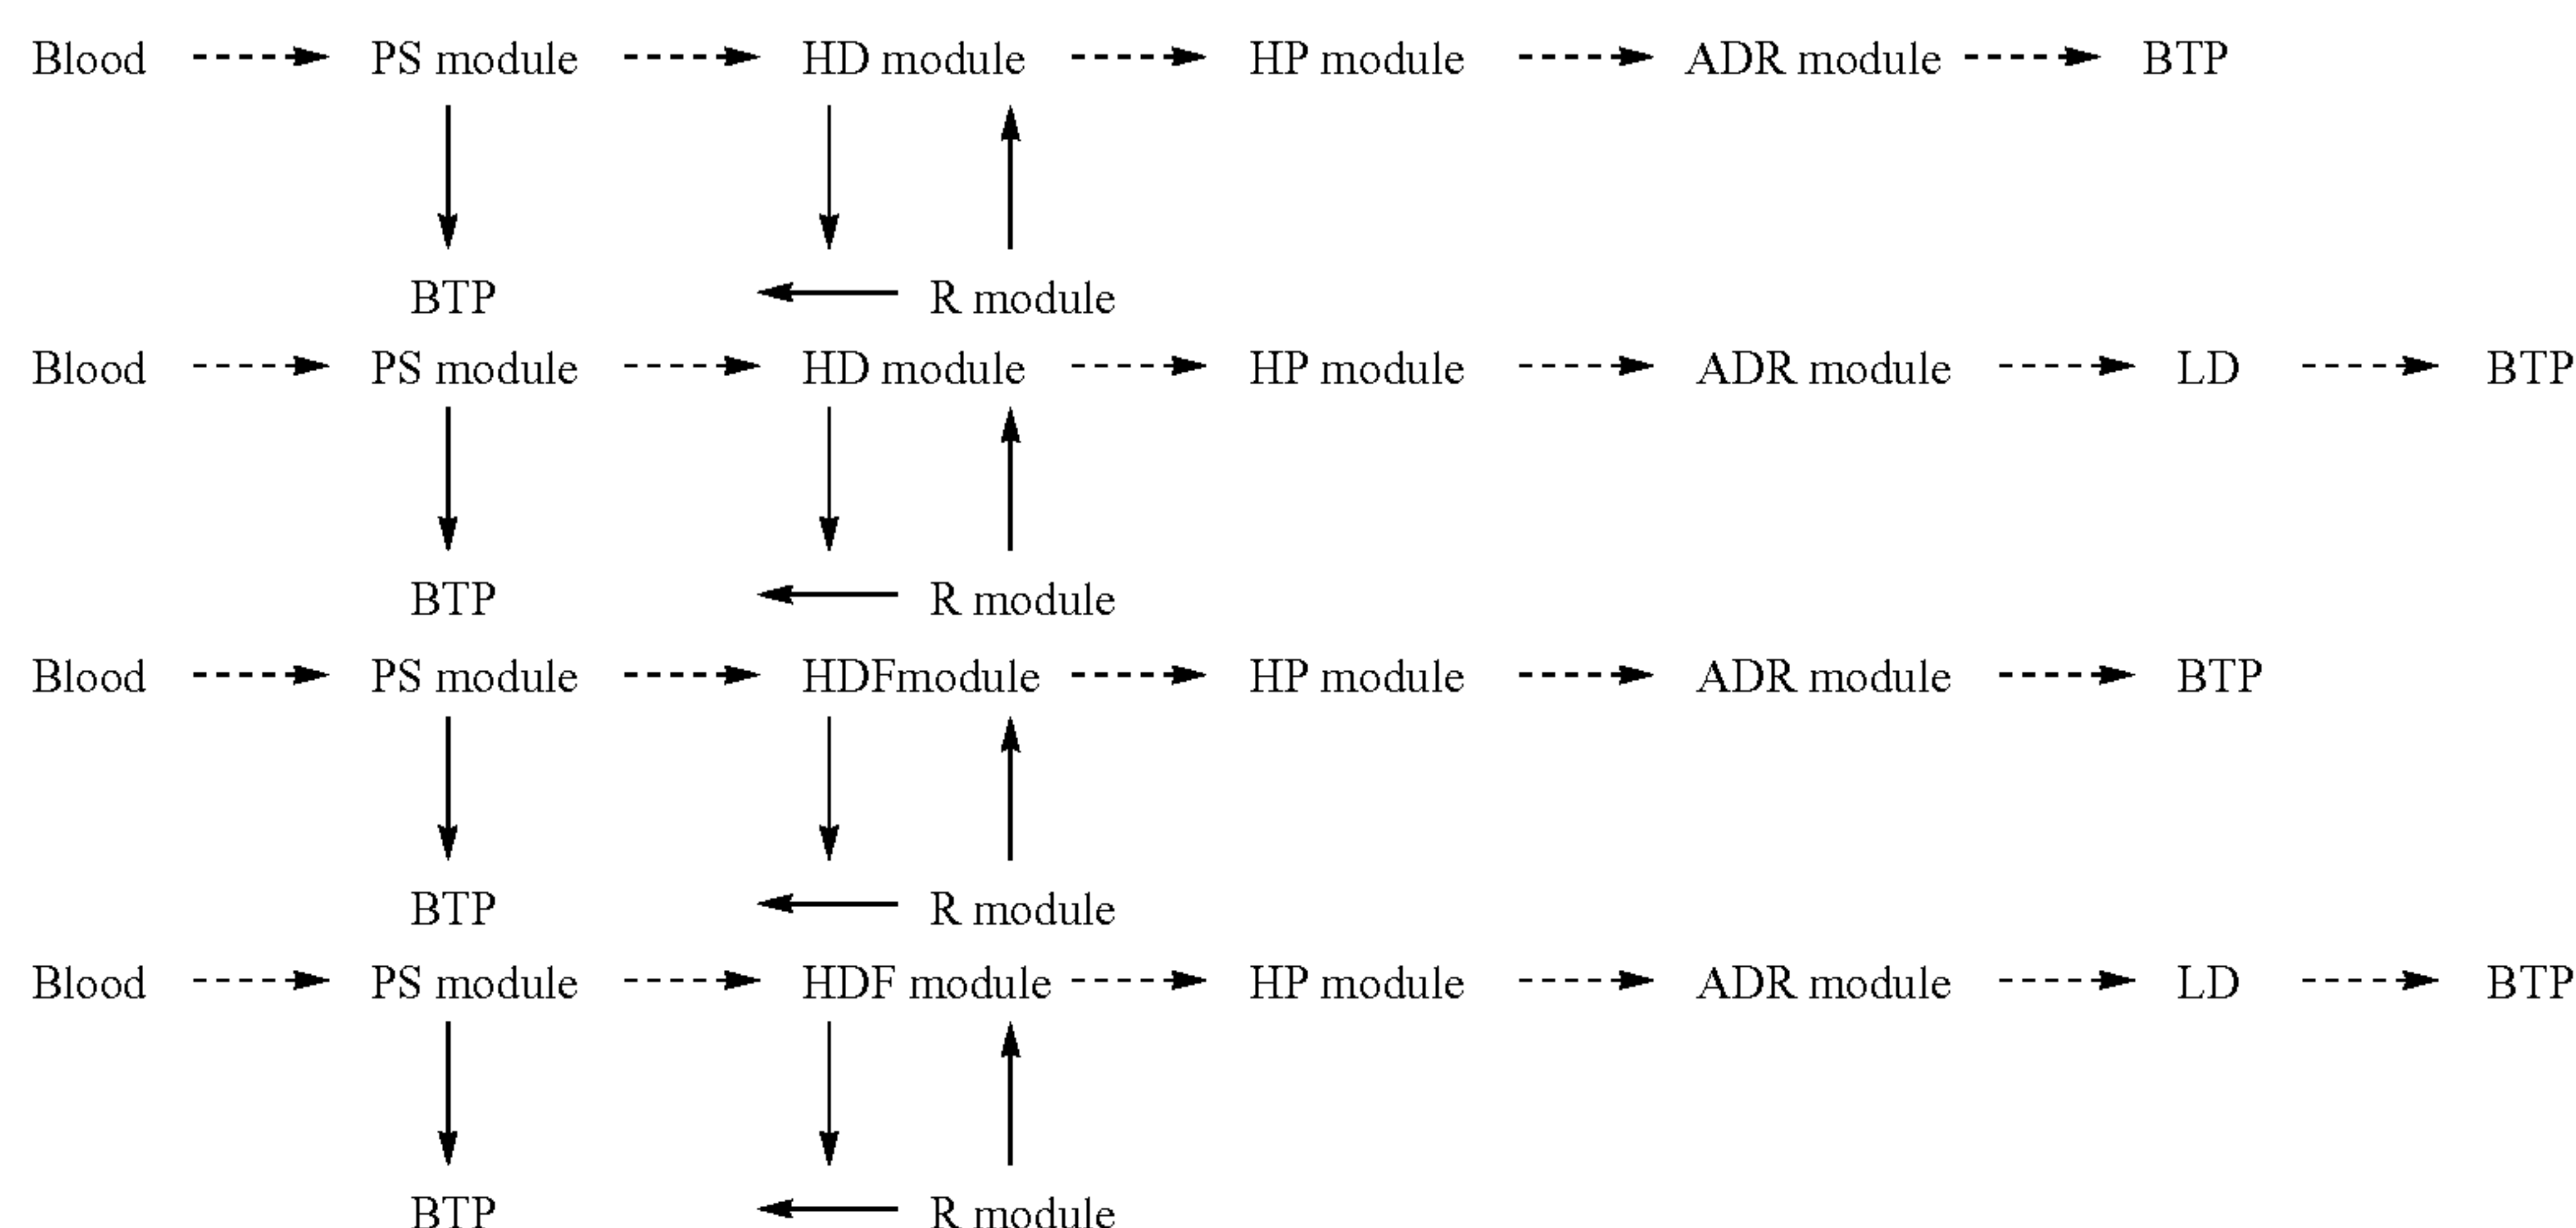 Blood PS module HD module HP module ADR module BTP
BTP R module
Blood PS module HD module HP module ADR module LD BTP
BTP R module
Blood PS module HDFmodule HP module ADR module BTP
BTP R module
Blood PS module HDF module HP module ADR module LD BTP
BTP R module